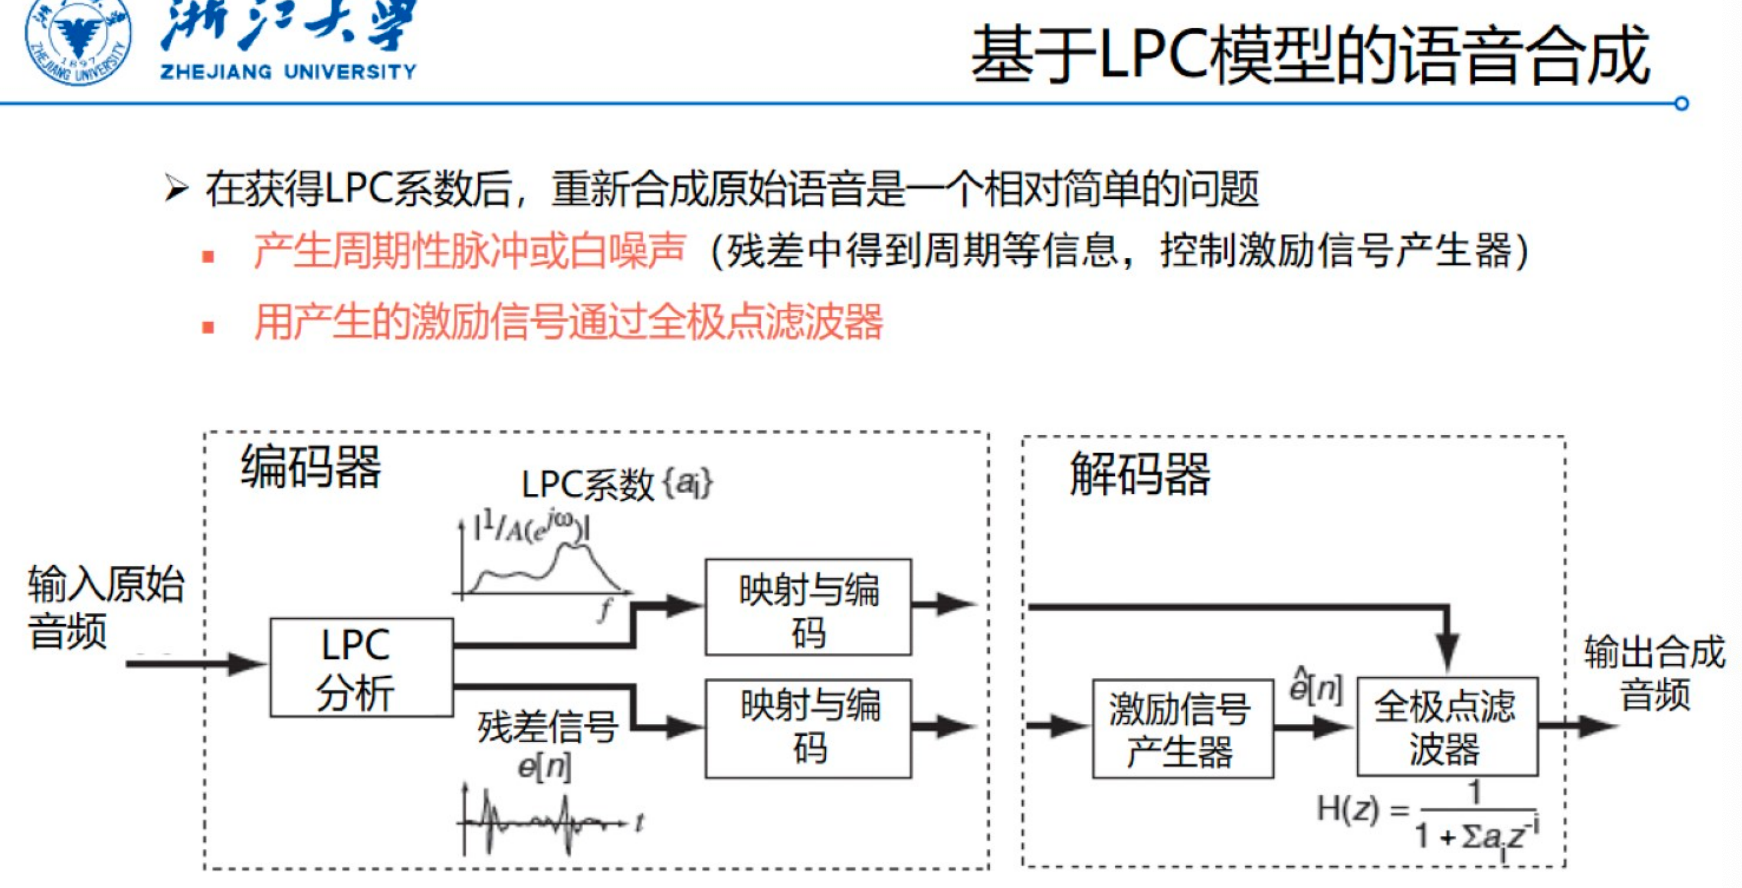 浙江大学
ZHEJIANG UNIVERSITY
ZHEJIANG UNIVERSITY
1897
基于LPC模型的语音合成
➢ 在获得LPC系数后，重新合成原始语音是一个相对简单的问题
▪ 产生周期性脉冲或白噪声（残差中得到周期等信息，控制激励信号产生器）
▪ 用产生的激励信号通过全极点滤波器
编码器
LPC系数 {aᵢ}
|1/A(e^{jω})|
f
输入原始
音频
LPC
分析
映射与编
码
残差信号
e[n]
t
映射与编
码
解码器
激励信号
产生器
ê[n]
全极点滤
波器
H(z) = 1 / (1 + Σaᵢz⁻ⁱ)
输出合成
音频